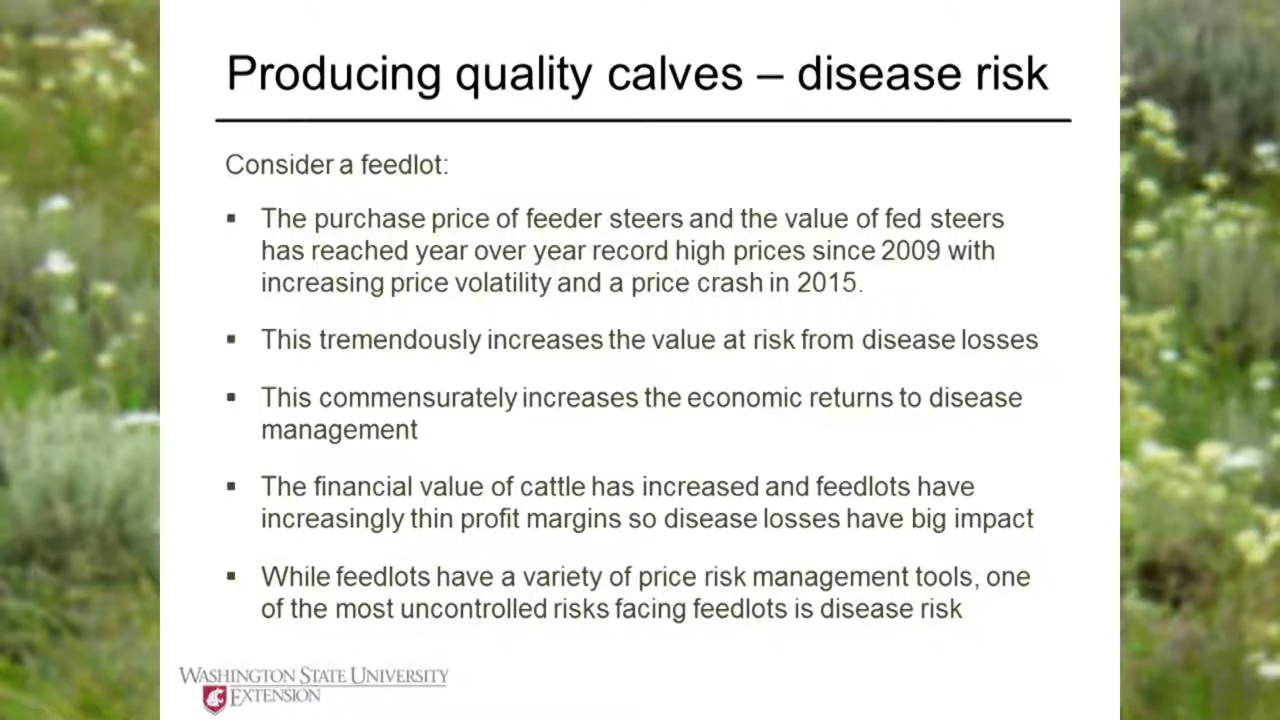 Producing quality calves – disease risk
Consider a feedlot:
▪ The purchase price of feeder steers and the value of fed steers
has reached year over year record high prices since 2009 with
increasing price volatility and a price crash in 2015.
▪ This tremendously increases the value at risk from disease losses
▪ This commensurately increases the economic returns to disease
management
▪ The financial value of cattle has increased and feedlots have
increasingly thin profit margins so disease losses have big impact
▪ While feedlots have a variety of price risk management tools, one
of the most uncontrolled risks facing feedlots is disease risk
WASHINGTON STATE UNIVERSITY
EXTENSION